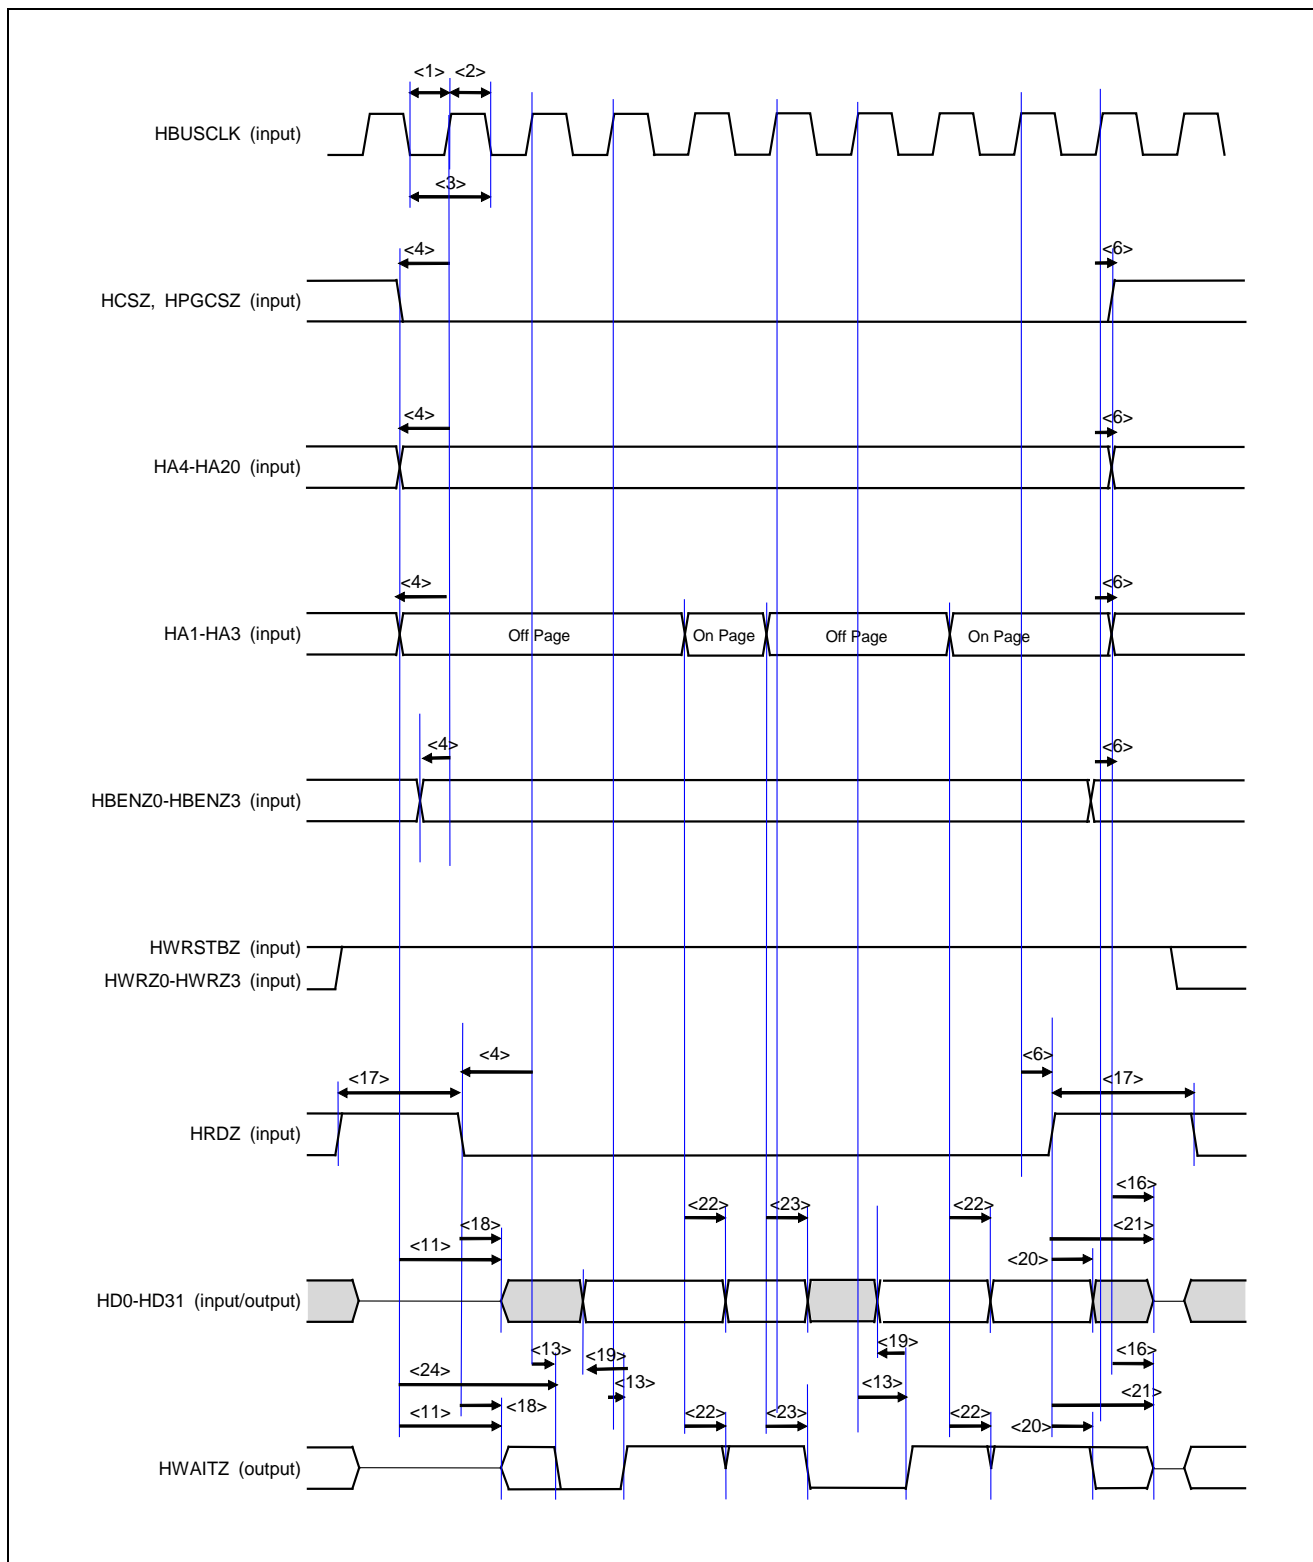 <1> <2>
HBUSCLK (input)
<3>
<4> <6>
HCSZ, HPGCSZ (input)
<4> <6>
HA4-HA20 (input)
<4> <6>
HA1-HA3 (input) Off Page On Page Off Page On Page
<4> <6>
HBENZ0-HBENZ3 (input)
HWRSTBZ (input)
HWRZ0-HWRZ3 (input)
<4> <6>
<17> <17>
HRDZ (input)
<16>
<22> <23> <22>
<18> <21>
<11> <20>
HD0-HD31 (input/output)
<13> <19> <19> <16>
<24> <13> <13> <21>
<18>
<11> <22> <23> <22> <20>
HWAITZ (output)